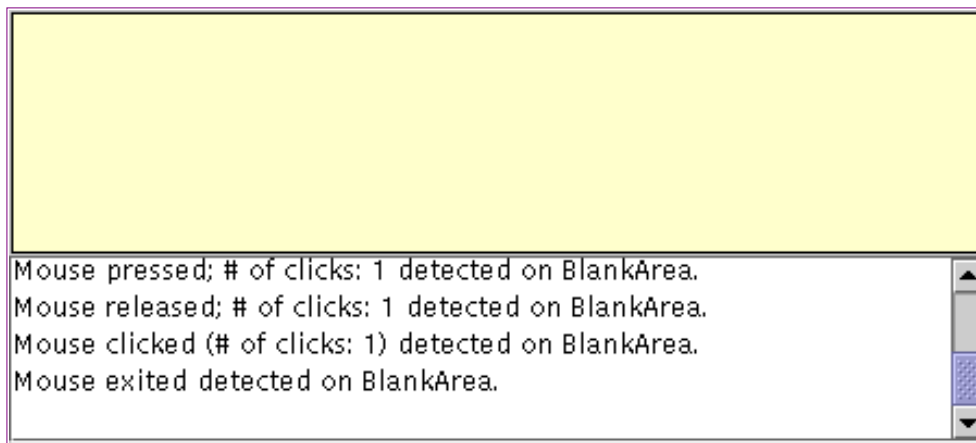 Mouse pressed; # of clicks: 1 detected on BlankArea.
Mouse released; # of clicks: 1 detected on BlankArea.
Mouse clicked (# of clicks: 1) detected on BlankArea.
Mouse exited detected on BlankArea.